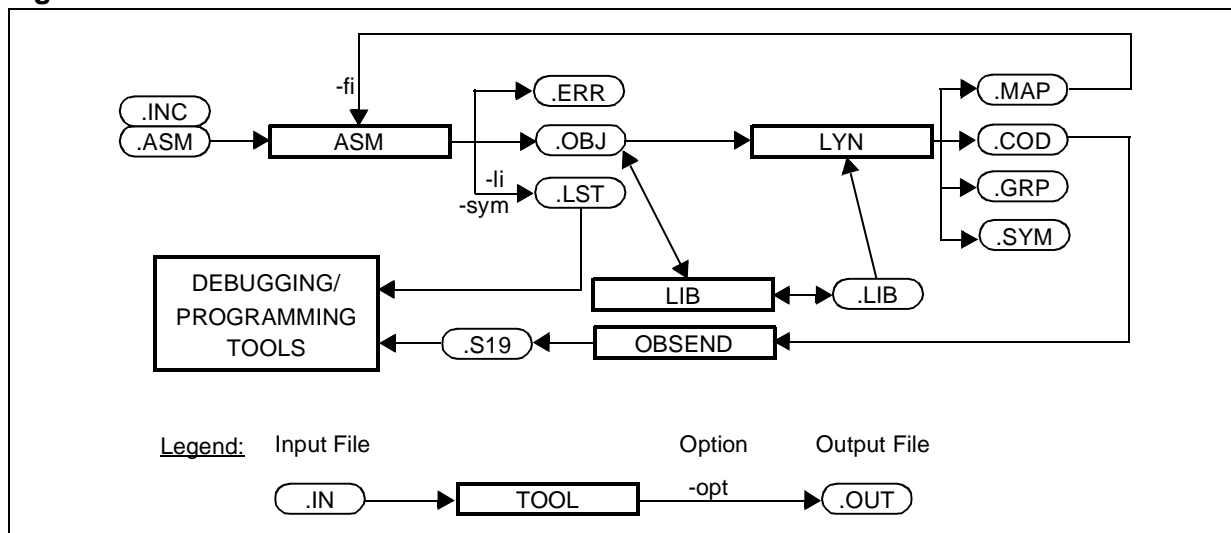 -fi
.INC
.ASM
ASM
.ERR
.OBJ
-li
-sym
.LST
LYN
.MAP
.COD
.GRP
.SYM
DEBUGGING/
PROGRAMMING
TOOLS
LIB
.LIB
.S19
OBSEND
Legend: Input File Option Output File
.IN TOOL -opt .OUT